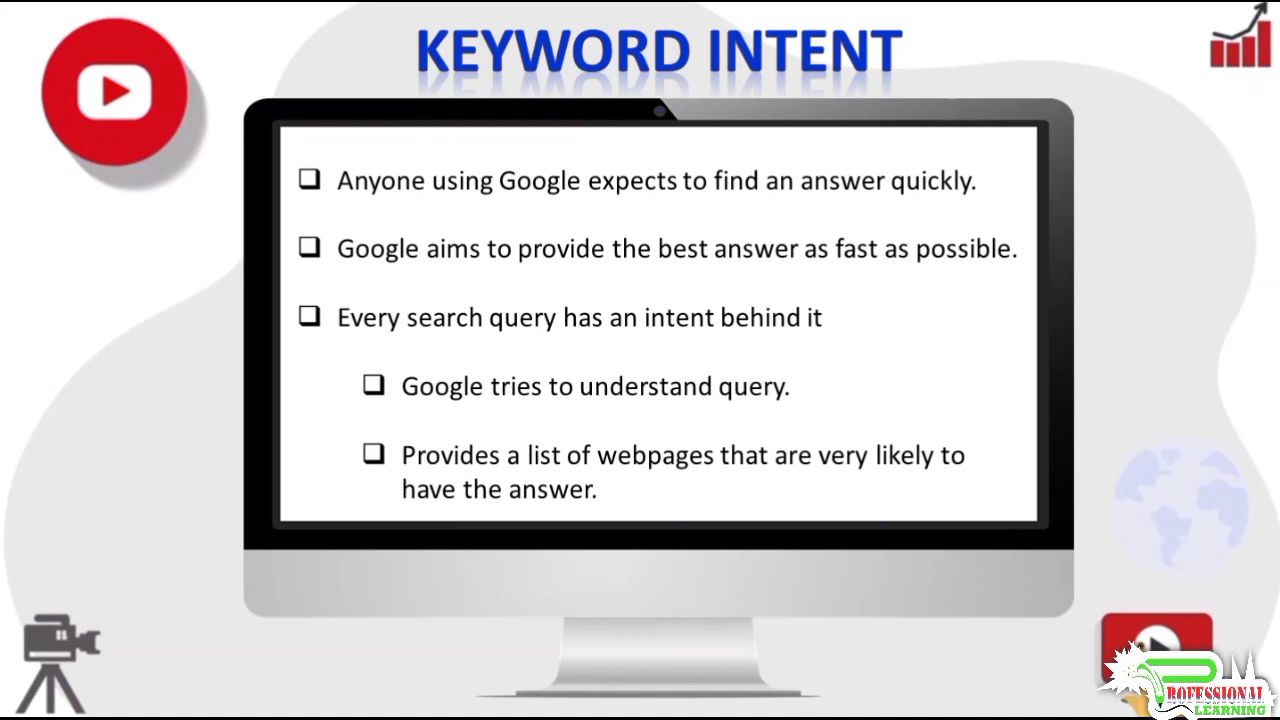 KEYWORD INTENT
Anyone using Google expects to find an answer quickly.
Google aims to provide the best answer as fast as possible.
Every search query has an intent behind it
Google tries to understand query.
Provides a list of webpages that are very likely to
have the answer.
PROFESSIONAL
LEARNING